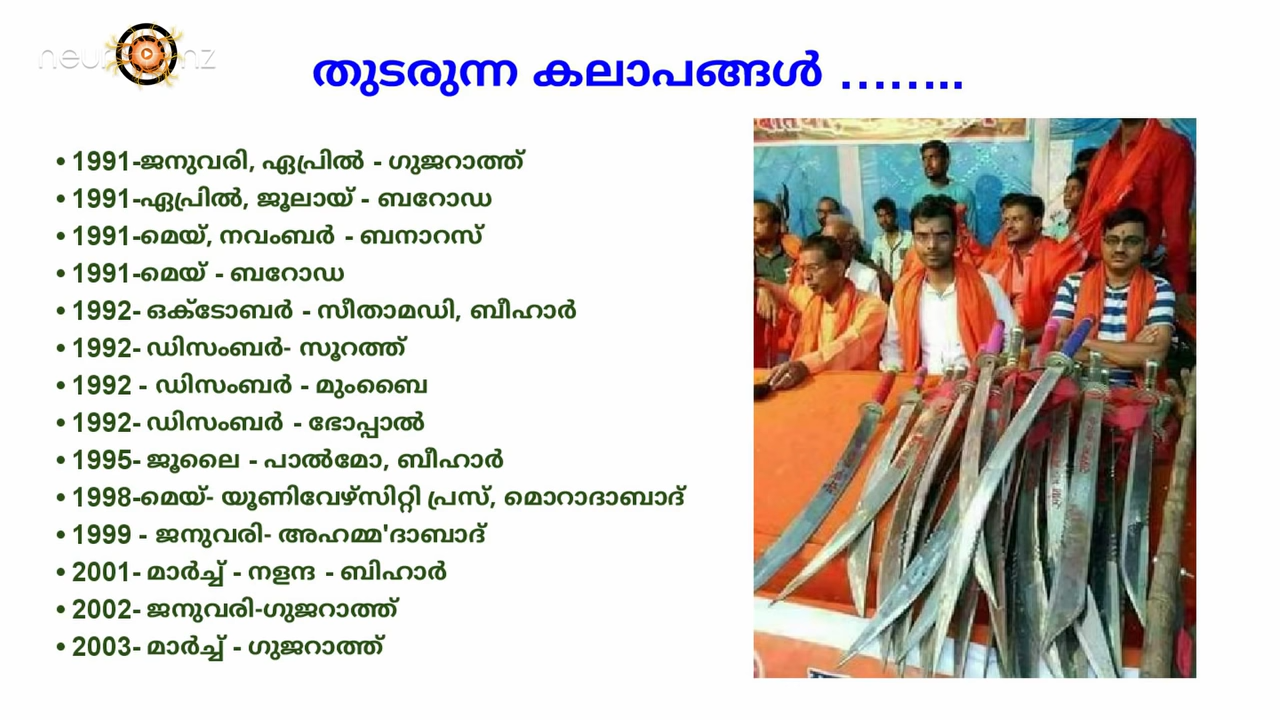 തുടരുന്ന കലാപങ്ങൾ ........
• 1991-ജനുവരി, ഏപ്രിൽ - ഗുജറാത്ത്
• 1991-ഏപ്രിൽ, ജൂലായ് - ബറോഡ
• 1991-മെയ്, നവംബർ - ബനാറസ്
• 1991-മെയ് - ബറോഡ
• 1992- ഒക്ടോബർ - സീതാമഡി, ബീഹാർ
• 1992- ഡിസംബർ- സൂറത്ത്
• 1992 - ഡിസംബർ - മുംബൈ
• 1992- ഡിസംബർ - ഭോപ്പാൽ
• 1995- ജൂലൈ - പാൽമോ, ബീഹാർ
• 1998-മെയ്- യൂണിവേഴ്സിറ്റി പ്രസ്, മൊറാദാബാദ്
• 1999 - ജനുവരി- അഹമ്മ'ദാബാദ്
• 2001- മാർച്ച് - നളന്ദ - ബിഹാർ
• 2002- ജനുവരി-ഗുജറാത്ത്
• 2003- മാർച്ച് - ഗുജറാത്ത്